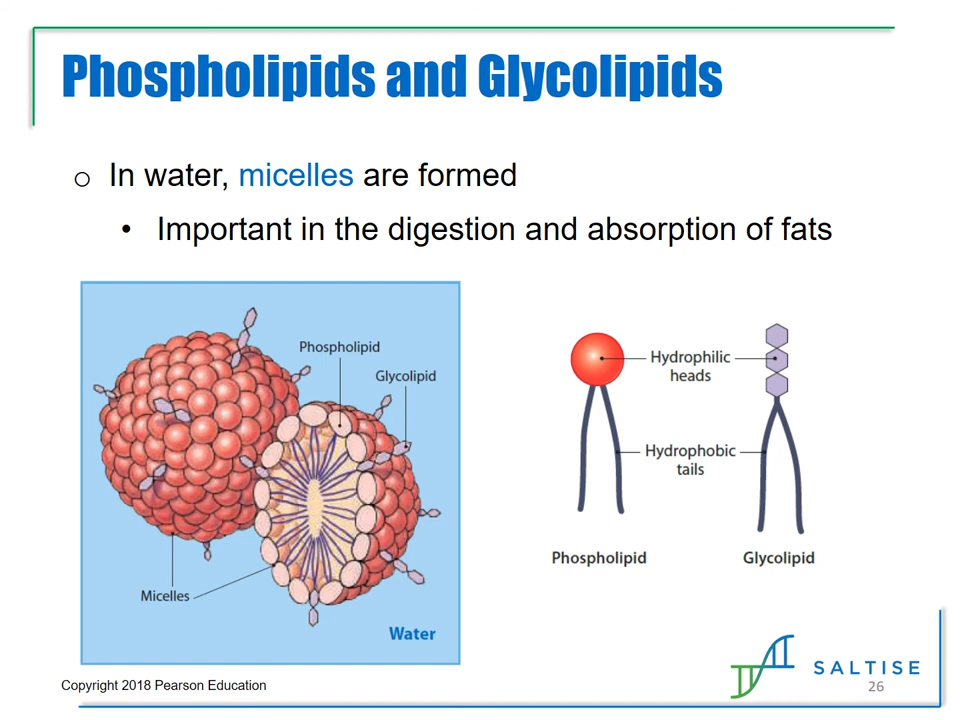 Phospholipids and Glycolipids
o In water, micelles are formed
• Important in the digestion and absorption of fats
Phospholipid
Glycolipid
Micelles
Water
Hydrophilic
heads
Hydrophobic
tails
Phospholipid
Glycolipid
Copyright 2018 Pearson Education
SALTISE
26